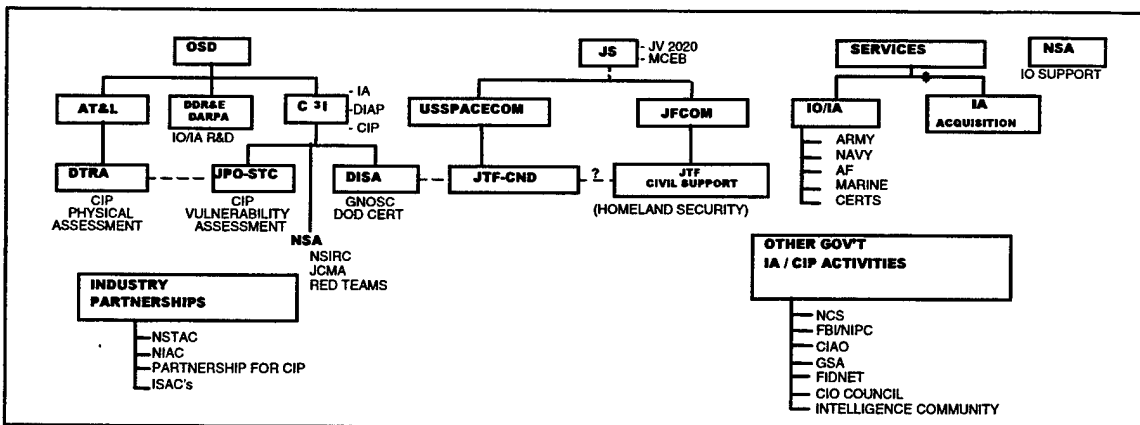 OSD
JS
- JV 2020
- MCEB
SERVICES
NSA
IO SUPPORT
AT&L
DDR&E
DARPA
IO/IA R&D
C 3I
- IA
- DIAP
- CIP
USSPACECOM
JFCOM
IO/IA
IA
ACQUISITION
ARMY
NAVY
AF
MARINE
CERTS
DTRA
CIP
PHYSICAL
ASSESSMENT
JPO-STC
CIP
VULNERABILITY
ASSESSMENT
DISA
GNOSC
DOD CERT
JTF-CND
?
JTF
CIVIL SUPPORT
(HOMELAND SECURITY)
NSA
NSIRC
JCMA
RED TEAMS
INDUSTRY
PARTNERSHIPS
NSTAC
NIAC
PARTNERSHIP FOR CIP
ISAC's
OTHER GOV'T
IA / CIP ACTIVITIES
NCS
FBI/NIPC
CIAO
GSA
FIDNET
CIO COUNCIL
INTELLIGENCE COMMUNITY